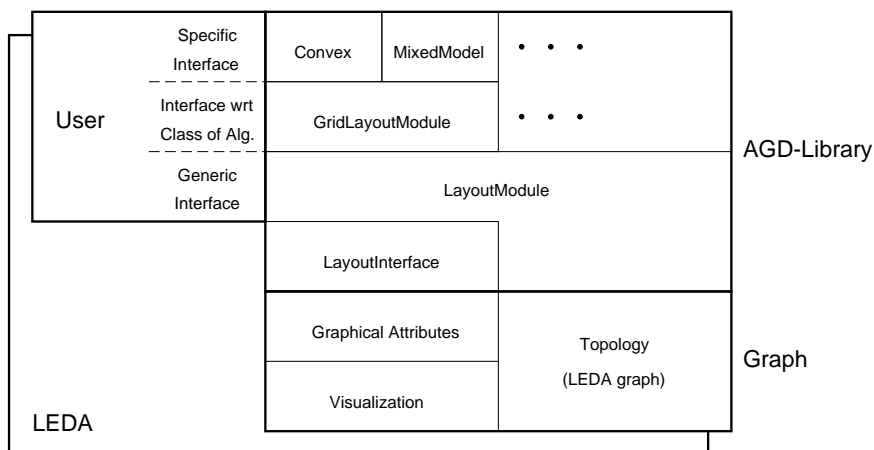 Specific
Interface
Convex
MixedModel
• • •
User
Interface wrt
Class of Alg.
GridLayoutModule
• • •
AGD-Library
Generic
Interface
LayoutModule
LayoutInterface
Graphical Attributes
Topology
(LEDA graph)
Graph
Visualization
LEDA